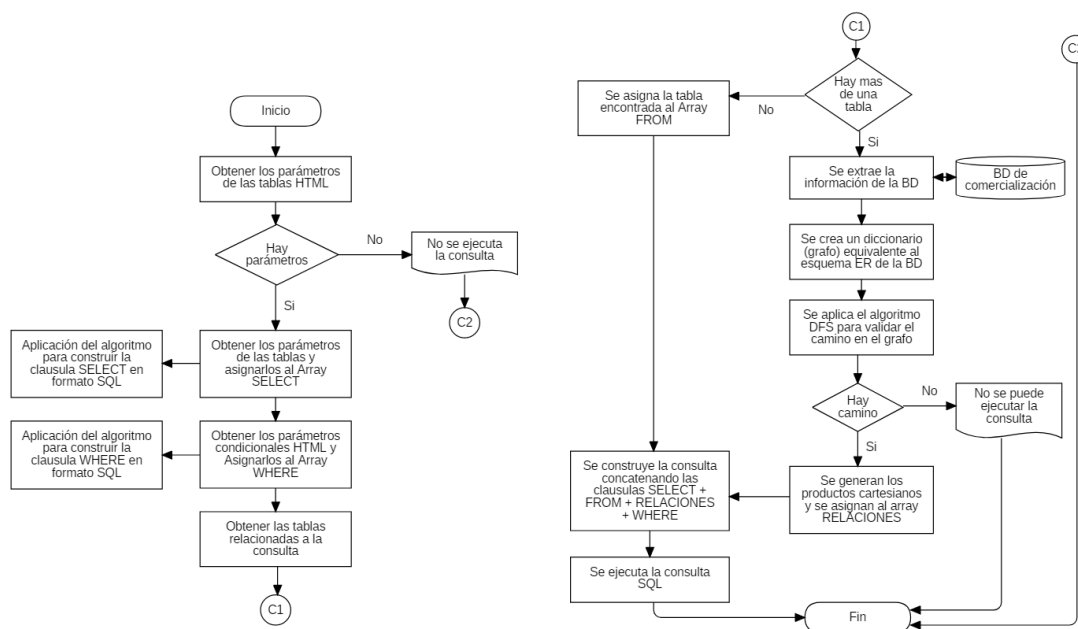 Inicio
Obtener los parámetros
de las tablas HTML
Hay
parámetros
No
No se ejecuta
la consulta
C2
Si
Obtener los parámetros
de las tablas y
asignarlos al Array
SELECT
Aplicación del algoritmo
para construir la
clausula SELECT en
formato SQL
Obtener los parámetros
condicionales HTML y
Asignarlos al Array
WHERE
Aplicación del algoritmo
para construir la
clausula WHERE en
formato SQL
Obtener las tablas
relacionadas a la
consulta
C1
C1
Hay mas
de una
tabla
No
Se asigna la tabla
encontrada al Array
FROM
Si
Se extrae la
información de la BD
BD de
comercialización
Se crea un diccionario
(grafo) equivalente al
esquema ER de la BD
Se aplica el algoritmo
DFS para validar el
camino en el grafo
Hay
camino
No
No se puede
ejecutar la
consulta
Si
Se generan los
productos cartesianos
y se asignan al array
RELACIONES
Se construye la consulta
concatenando las
clausulas SELECT +
FROM + RELACIONES
+ WHERE
Se ejecuta la consulta
SQL
Fin